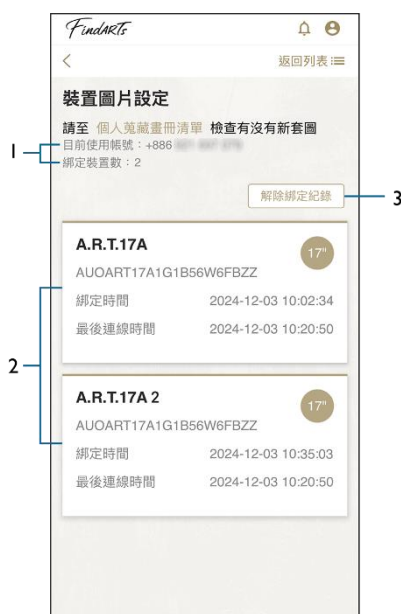 FindARTs
返回列表
裝置圖片設定
請至 個人蒐藏畫冊清單 檢查有沒有新套圖
1
目前使用帳號：+886
綁定裝置數：2
解除綁定紀錄
3
A.R.T.17A
17"
AUOART17A1G1B56W6FBZZ
綁定時間 2024-12-03 10:02:34
最後連線時間 2024-12-03 10:20:50
2
A.R.T.17A 2
17"
AUOART17A1G1B56W6FBZZ
綁定時間 2024-12-03 10:35:03
最後連線時間 2024-12-03 10:20:50